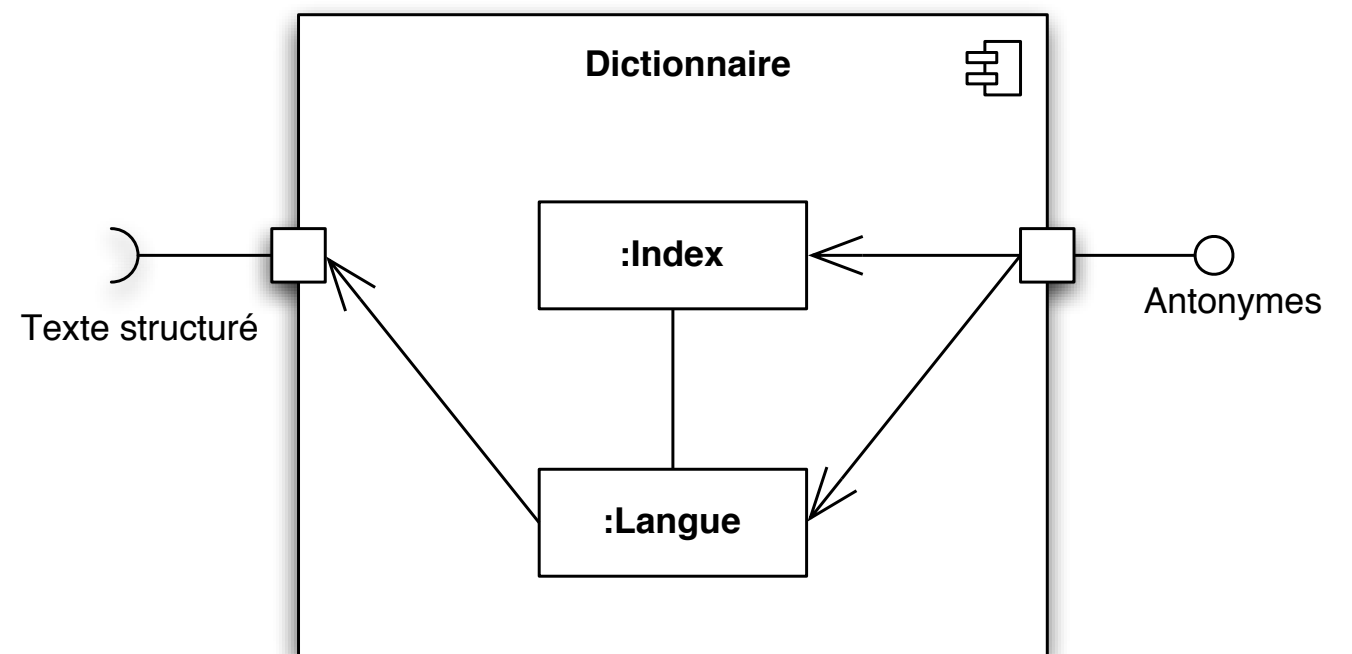 Dictionnaire
:Index
Texte structuré
Antonymes
:Langue